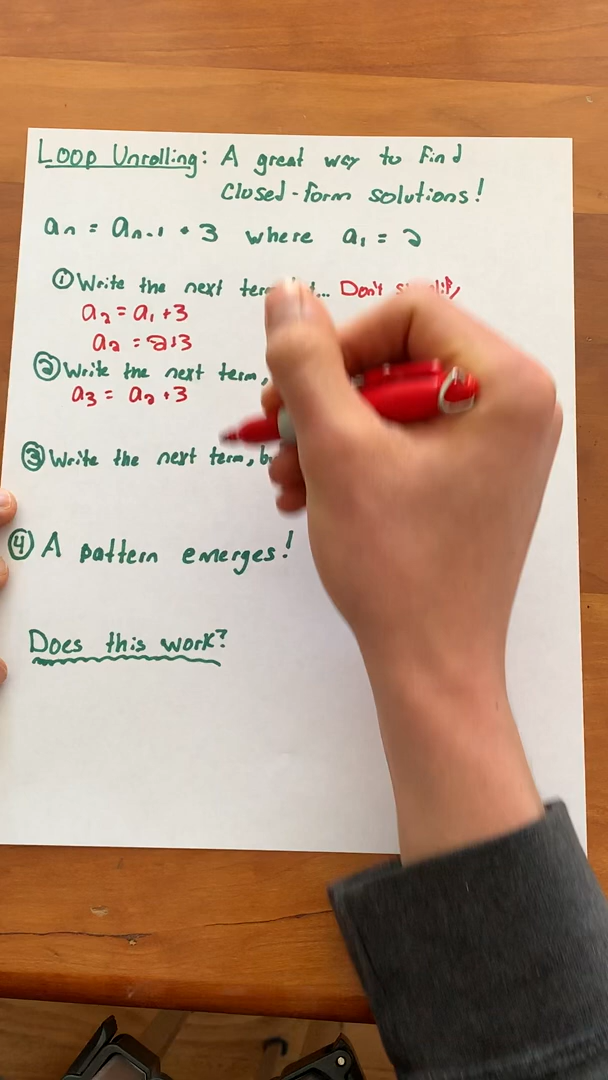 Loop Unrolling: A great way to find
closed-form solutions!
an = an-1 + 3 where a1 = 2
① Write the next ... Don't
a2 = a1 + 3
a2 = 2+3
② Write the next term,
a3 = a2 + 3
③ Write the next term,
④ A pattern emerges!
Does this work?